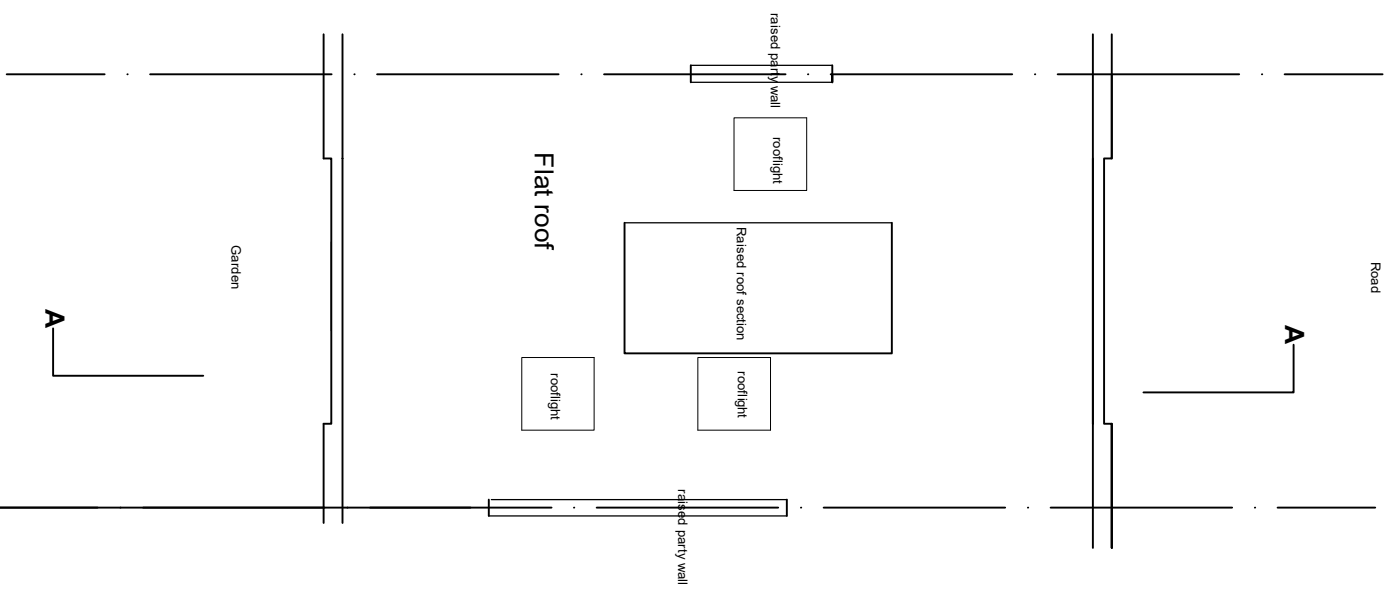 Road
A
raised party wall
rooflight
Raised roof section
rooflight
raised party wall
Flat roof
rooflight
Garden
A